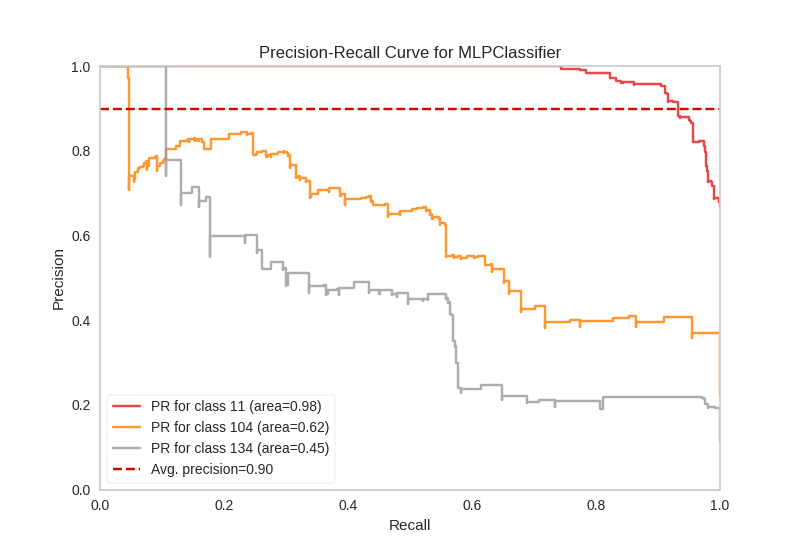 Precision-Recall Curve for MLPClassifier
1.0
0.8
0.6
0.4
0.2
0.0
Precision
PR for class 11 (area=0.98)
PR for class 104 (area=0.62)
PR for class 134 (area=0.45)
Avg. precision=0.90
0.0 0.2 0.4 0.6 0.8 1.0
Recall